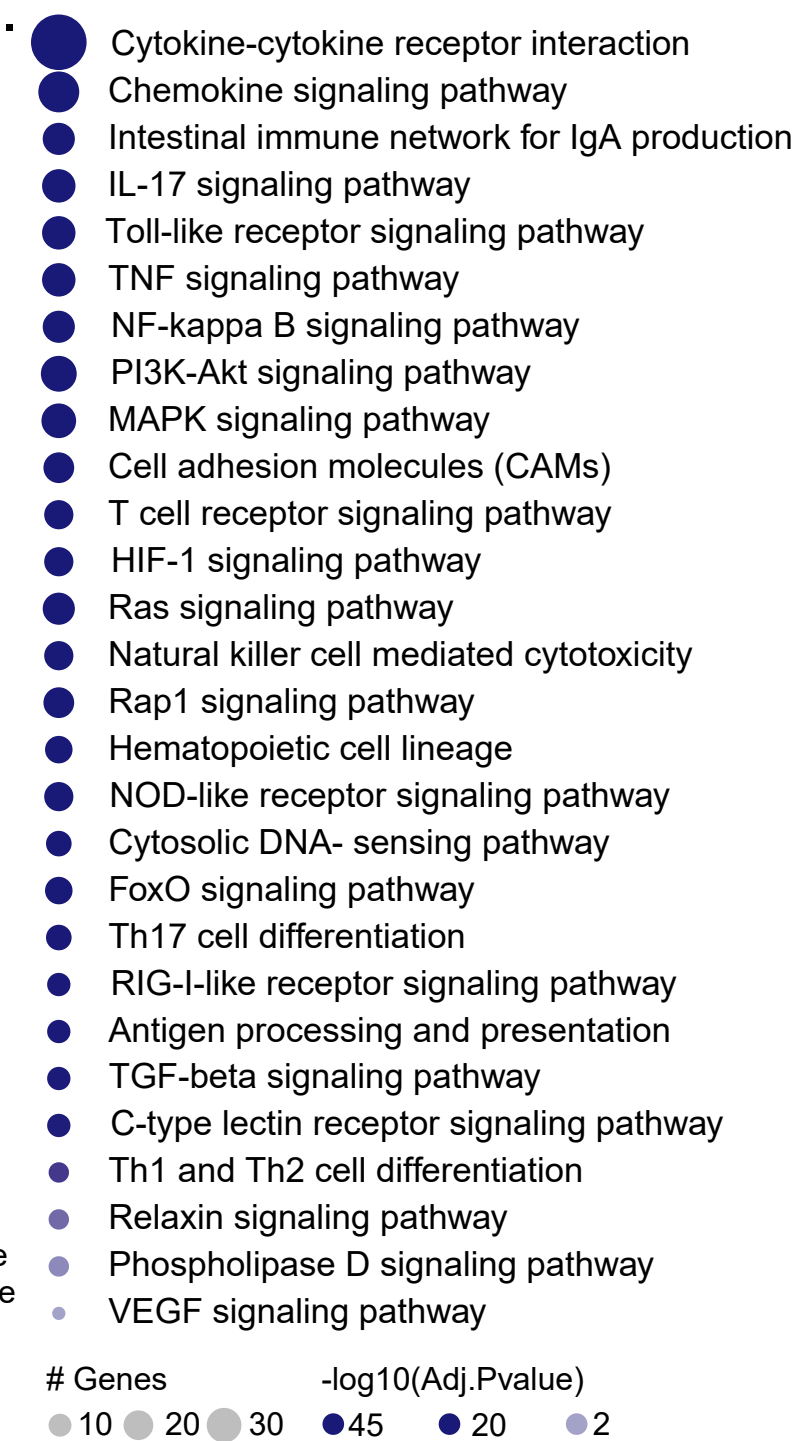 Cytokine-cytokine receptor interaction
Chemokine signaling pathway
Intestinal immune network for IgA production
IL-17 signaling pathway
Toll-like receptor signaling pathway
TNF signaling pathway
NF-kappa B signaling pathway
PI3K-Akt signaling pathway
MAPK signaling pathway
Cell adhesion molecules (CAMs)
T cell receptor signaling pathway
HIF-1 signaling pathway
Ras signaling pathway
Natural killer cell mediated cytotoxicity
Rap1 signaling pathway
Hematopoietic cell lineage
NOD-like receptor signaling pathway
Cytosolic DNA- sensing pathway
FoxO signaling pathway
Th17 cell differentiation
RIG-I-like receptor signaling pathway
Antigen processing and presentation
TGF-beta signaling pathway
C-type lectin receptor signaling pathway
Th1 and Th2 cell differentiation
Relaxin signaling pathway
Phospholipase D signaling pathway
VEGF signaling pathway
# Genes -log10(Adj.Pvalue)
10 20 30 45 20 2